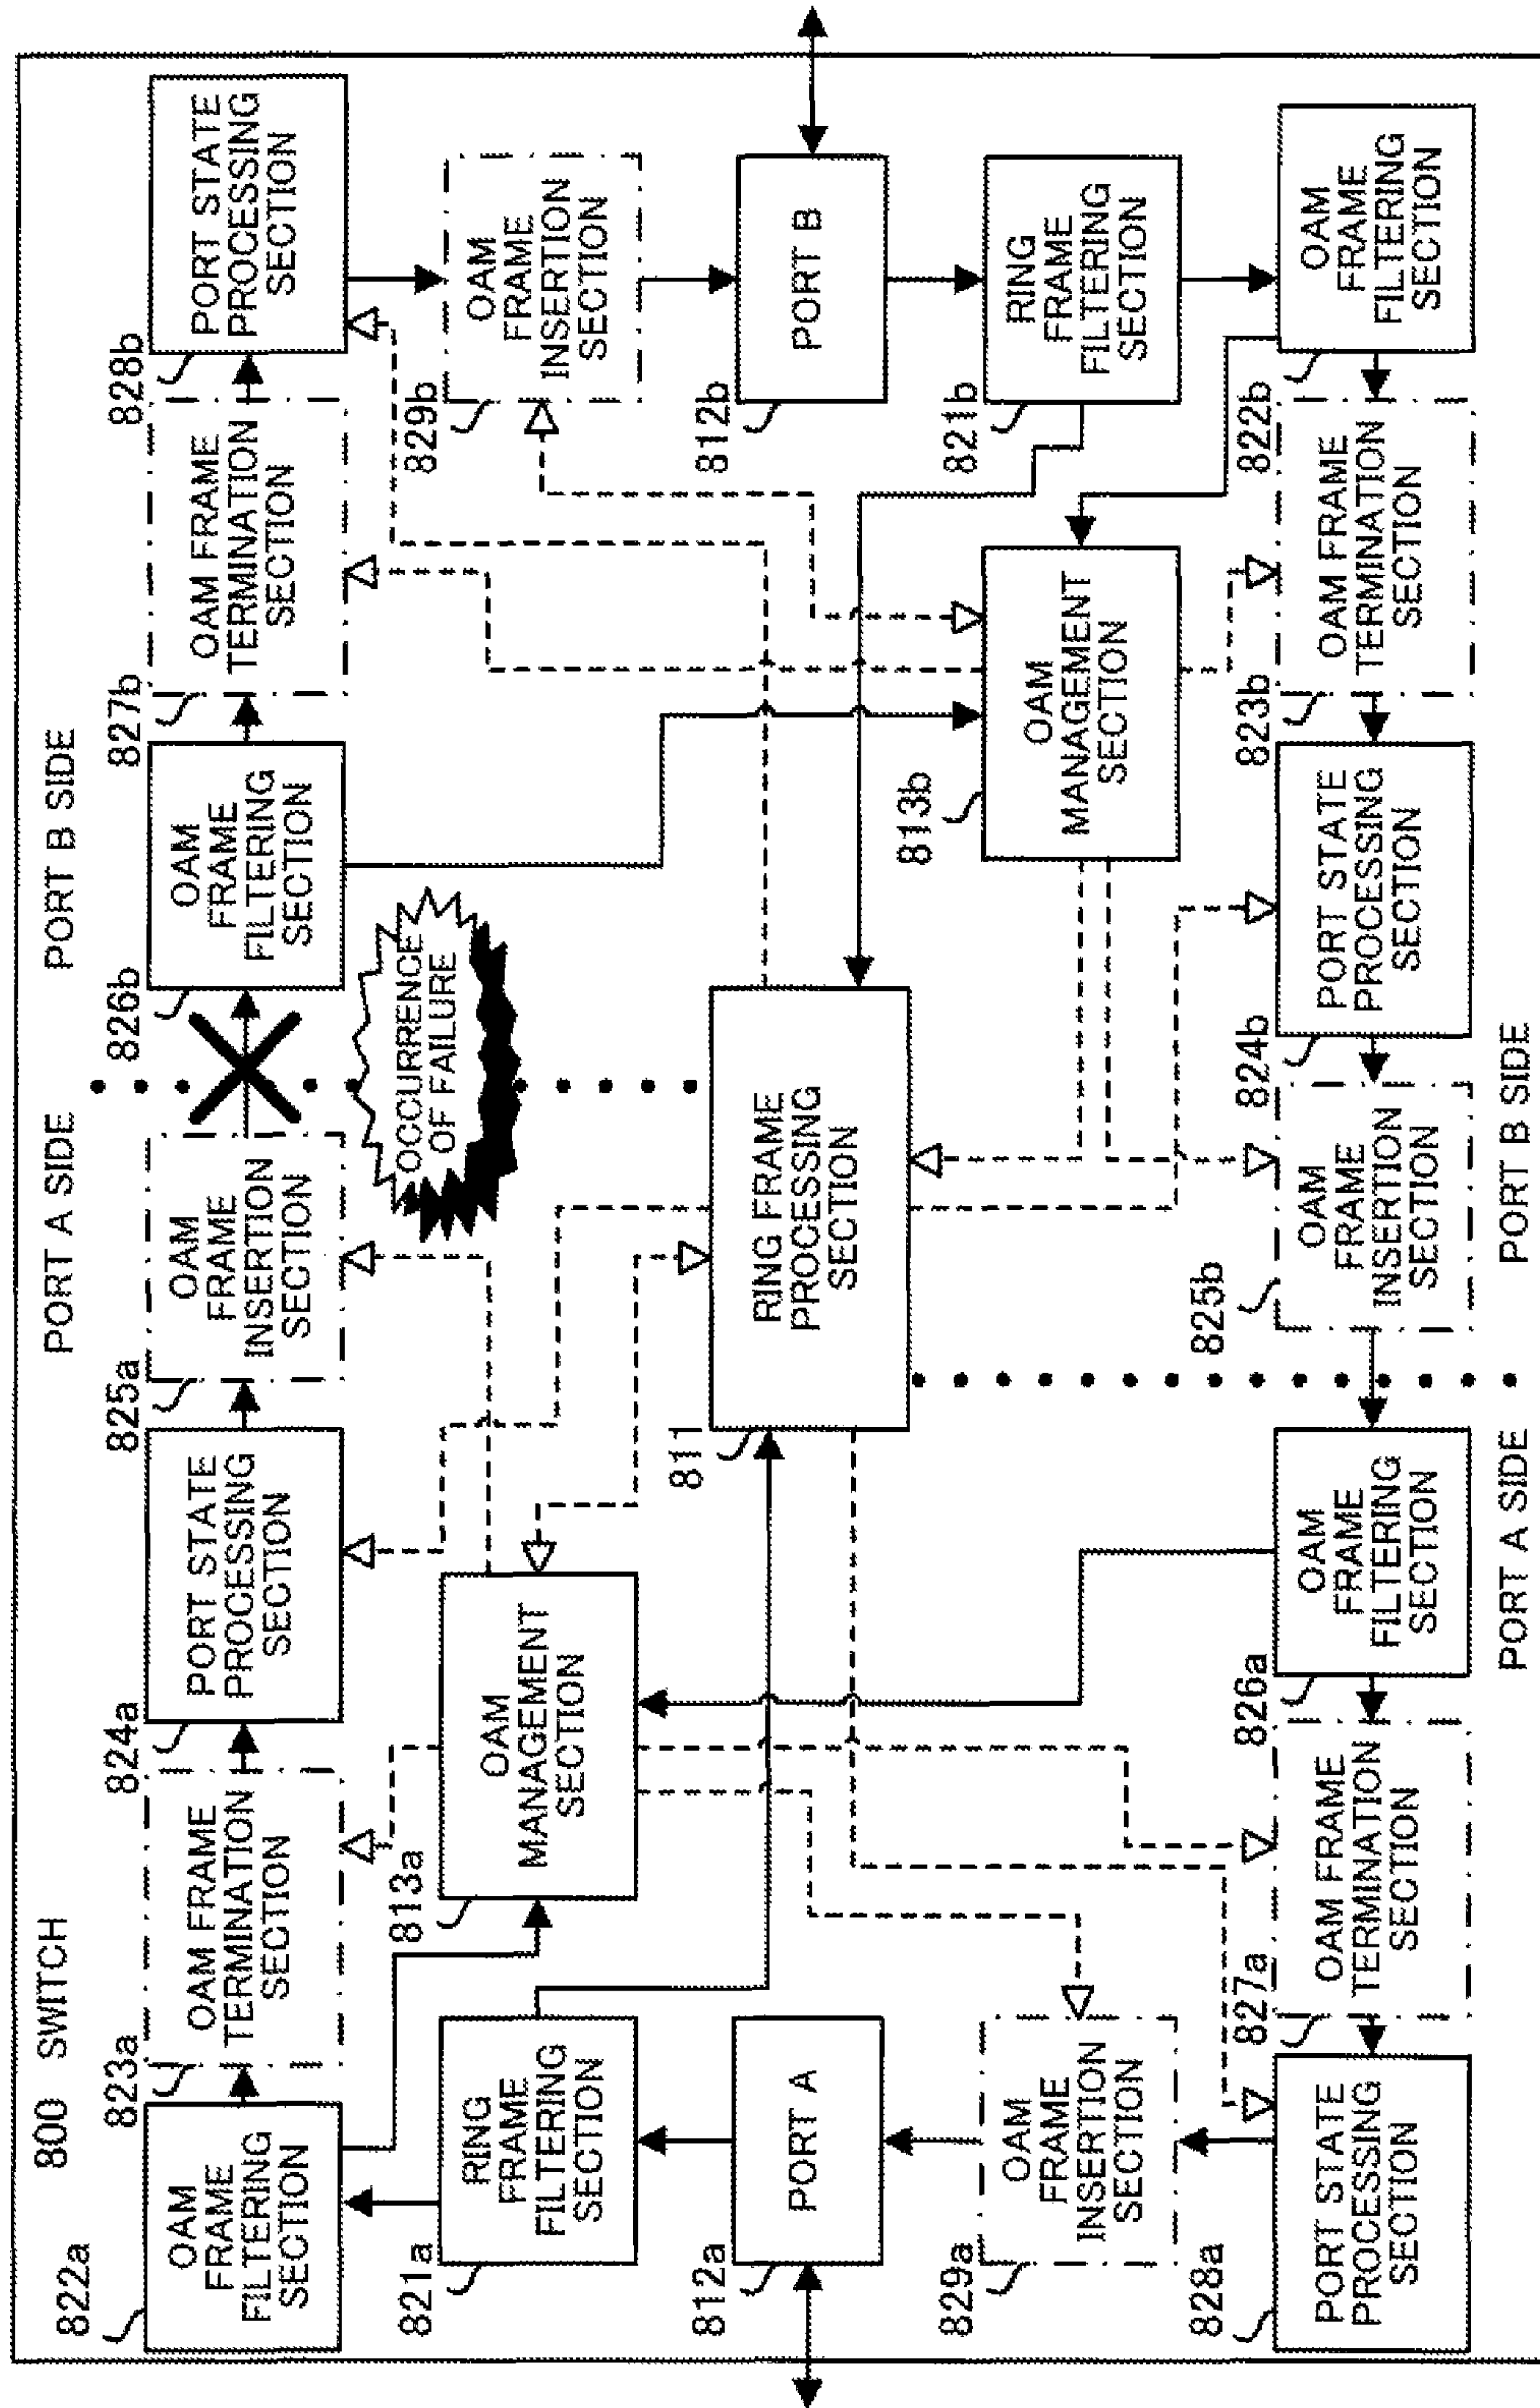 800 SWITCH
PORT A SIDE
PORT B SIDE
822a
OAM
FRAME
FILTERING
SECTION
823a
OAM FRAME
TERMINATION
SECTION
824a
PORT STATE
PROCESSING
SECTION
825a
OAM
FRAME
INSERTION
SECTION
826b
OAM
FRAME
FILTERING
SECTION
827b
OAM FRAME
TERMINATION
SECTION
828b
PORT STATE
PROCESSING
SECTION
OCCURRENCE
OF FAILURE
821a
RING
FRAME
FILTERING
SECTION
813a
OAM
MANAGEMENT
SECTION
829b
OAM
FRAME
INSERTION
SECTION
812a
PORT A
811
RING FRAME
PROCESSING
SECTION
812b
PORT B
829a
OAM
FRAME
INSERTION
SECTION
813b
OAM
MANAGEMENT
SECTION
821b
RING
FRAME
FILTERING
SECTION
828a
PORT STATE
PROCESSING
SECTION
827a
OAM FRAME
TERMINATION
SECTION
826a
OAM
FRAME
FILTERING
SECTION
825b
OAM
FRAME
INSERTION
SECTION
824b
PORT STATE
PROCESSING
SECTION
823b
OAM FRAME
TERMINATION
SECTION
822b
OAM
FRAME
FILTERING
SECTION
PORT A SIDE
PORT B SIDE